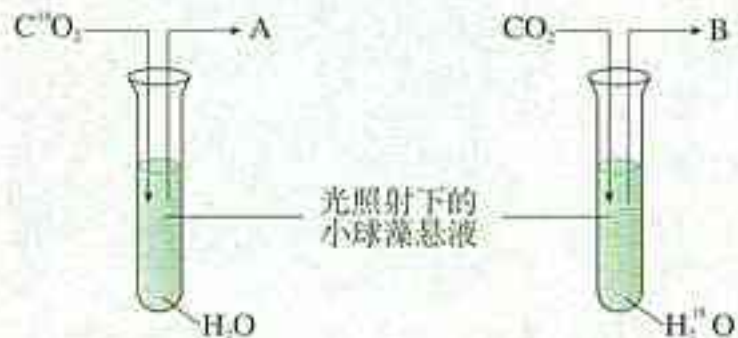 C¹⁸O₂
A
CO₂
B
光照射下的
小球藻悬液
H₂O
H₂¹⁸O